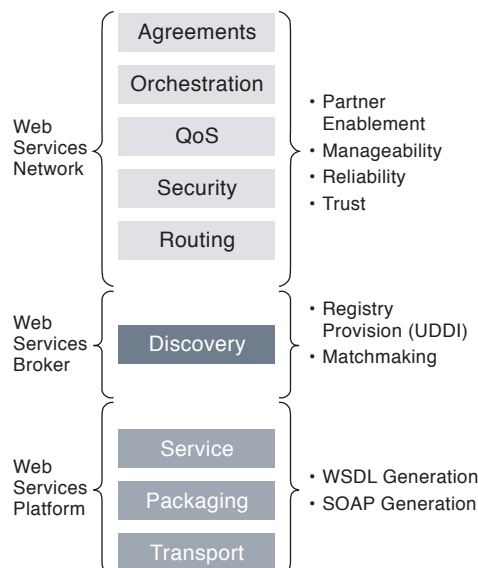 Agreements
Orchestration
QoS
Security
Routing
Web
Services
Network
• Partner
Enablement
• Manageability
• Reliability
• Trust
Web
Services
Broker
Discovery
• Registry
Provision (UDDI)
• Matchmaking
Web
Services
Platform
Service
Packaging
Transport
• WSDL Generation
• SOAP Generation